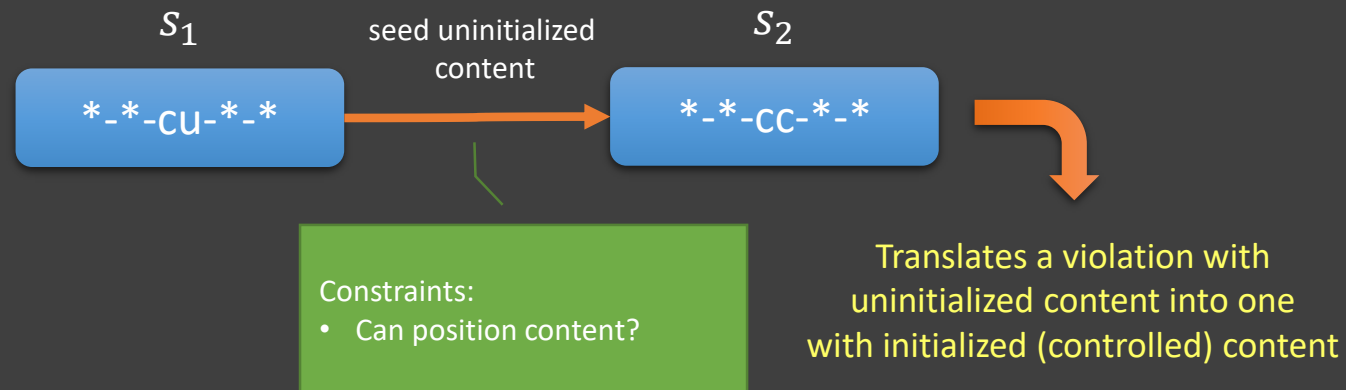 s₁
seed uninitialized
content
s₂
*-*-cu-*-*
*-*-cc-*-*
Constraints:
• Can position content?
Translates a violation with
uninitialized content into one
with initialized (controlled) content